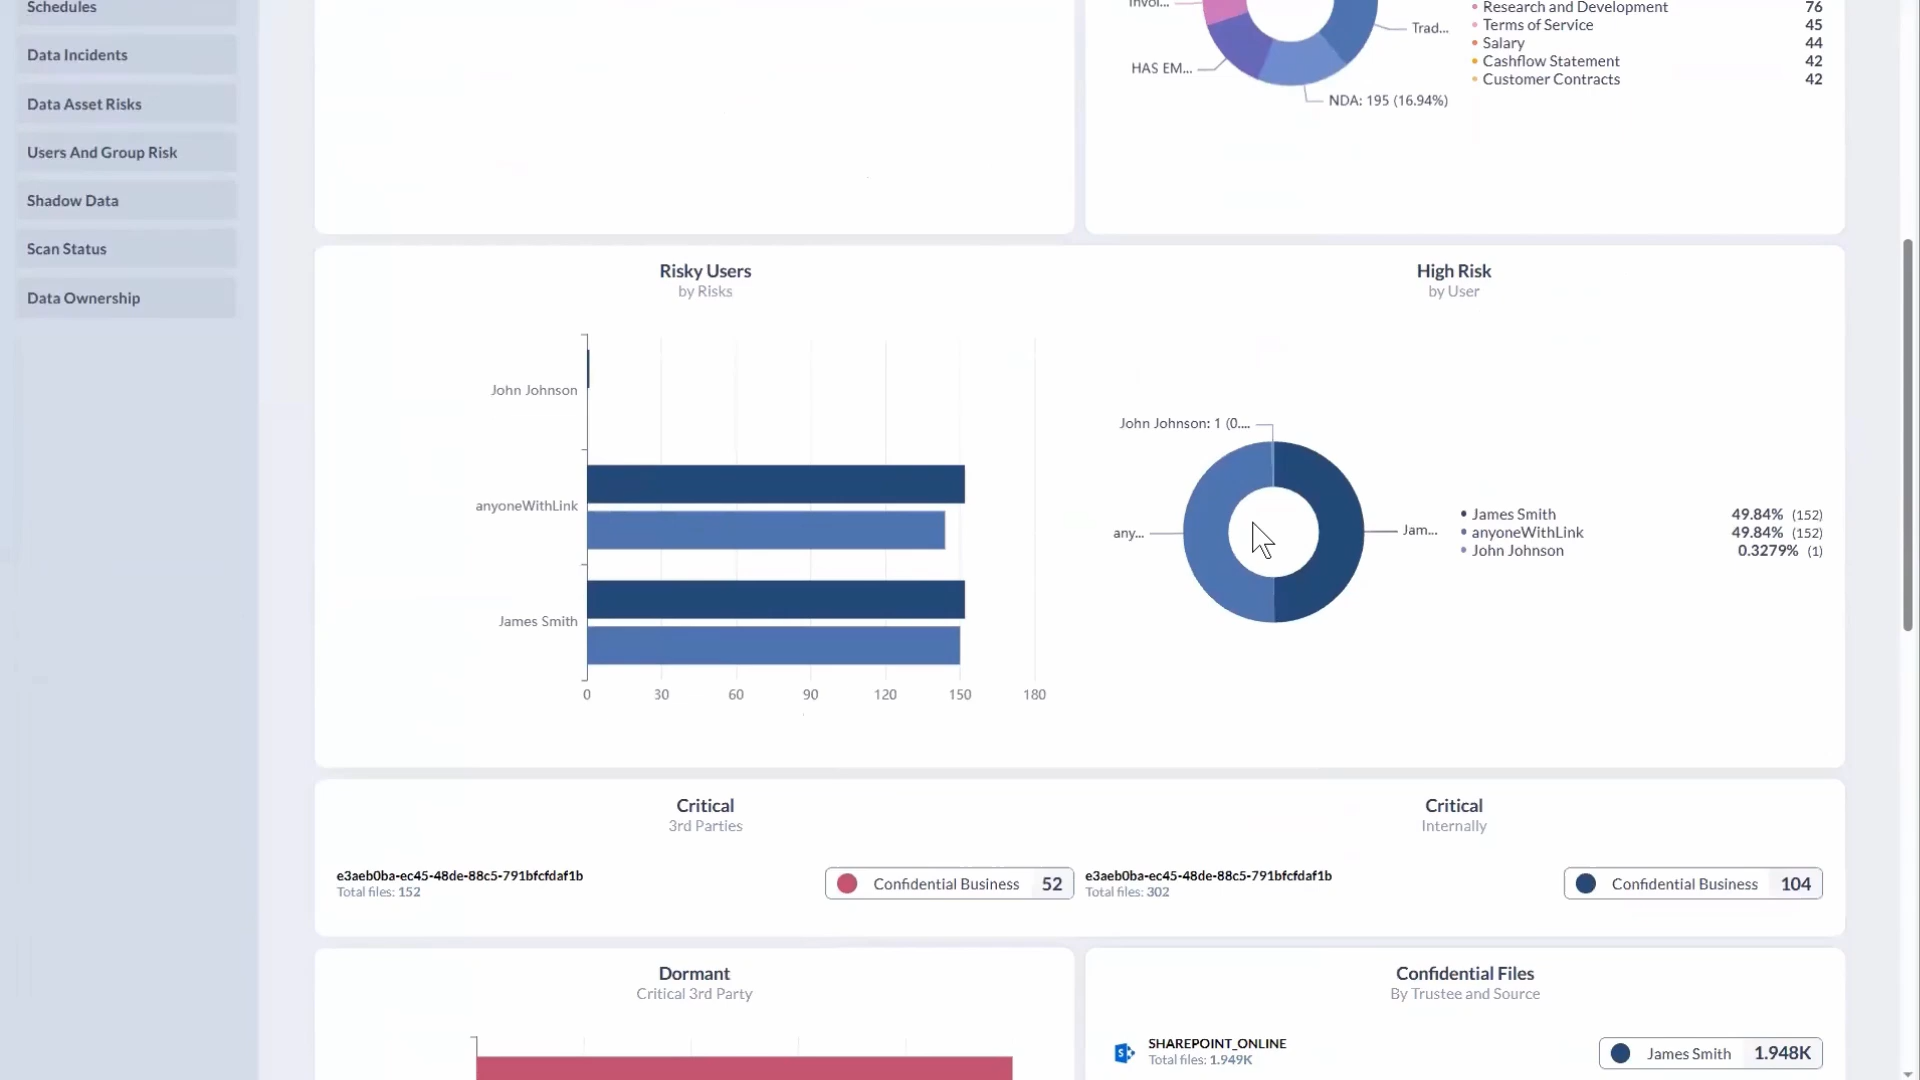 Schedules
Data Incidents
Data Asset Risks
Users And Group Risk
Shadow Data
Scan Status
Data Ownership
Invoi...
Trad...
HAS EM...
NDA: 195 (16.94%)
Research and Development 76
Terms of Service 45
Salary 44
Cashflow Statement 42
Customer Contracts 42
Risky Users
by Risks
John Johnson
anyoneWithLink
James Smith
0 30 60 90 120 150 180
High Risk
by User
John Johnson: 1 (0....
any...
Jam...
James Smith 49.84% (152)
anyoneWithLink 49.84% (152)
John Johnson 0.3279% (1)
Critical
3rd Parties
e3aeb0ba-ec45-48de-88c5-791bfcfdaf1b
Total files: 152
Confidential Business 52
Critical
Internally
e3aeb0ba-ec45-48de-88c5-791bfcfdaf1b
Total files: 302
Confidential Business 104
Dormant
Critical 3rd Party
Confidential Files
By Trustee and Source
SHAREPOINT_ONLINE
Total files: 1.949K
James Smith 1.948K